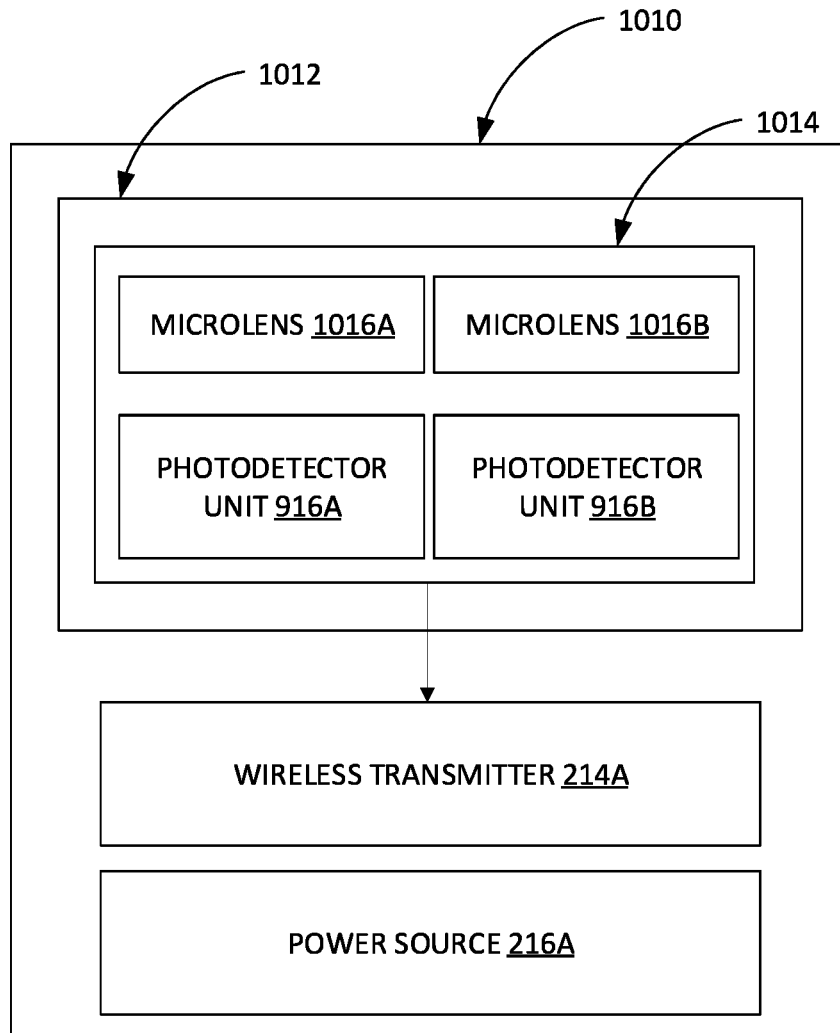 1010
1012
1014
MICROLENS 1016A
MICROLENS 1016B
PHOTODETECTOR
UNIT 916A
PHOTODETECTOR
UNIT 916B
WIRELESS TRANSMITTER 214A
POWER SOURCE 216A